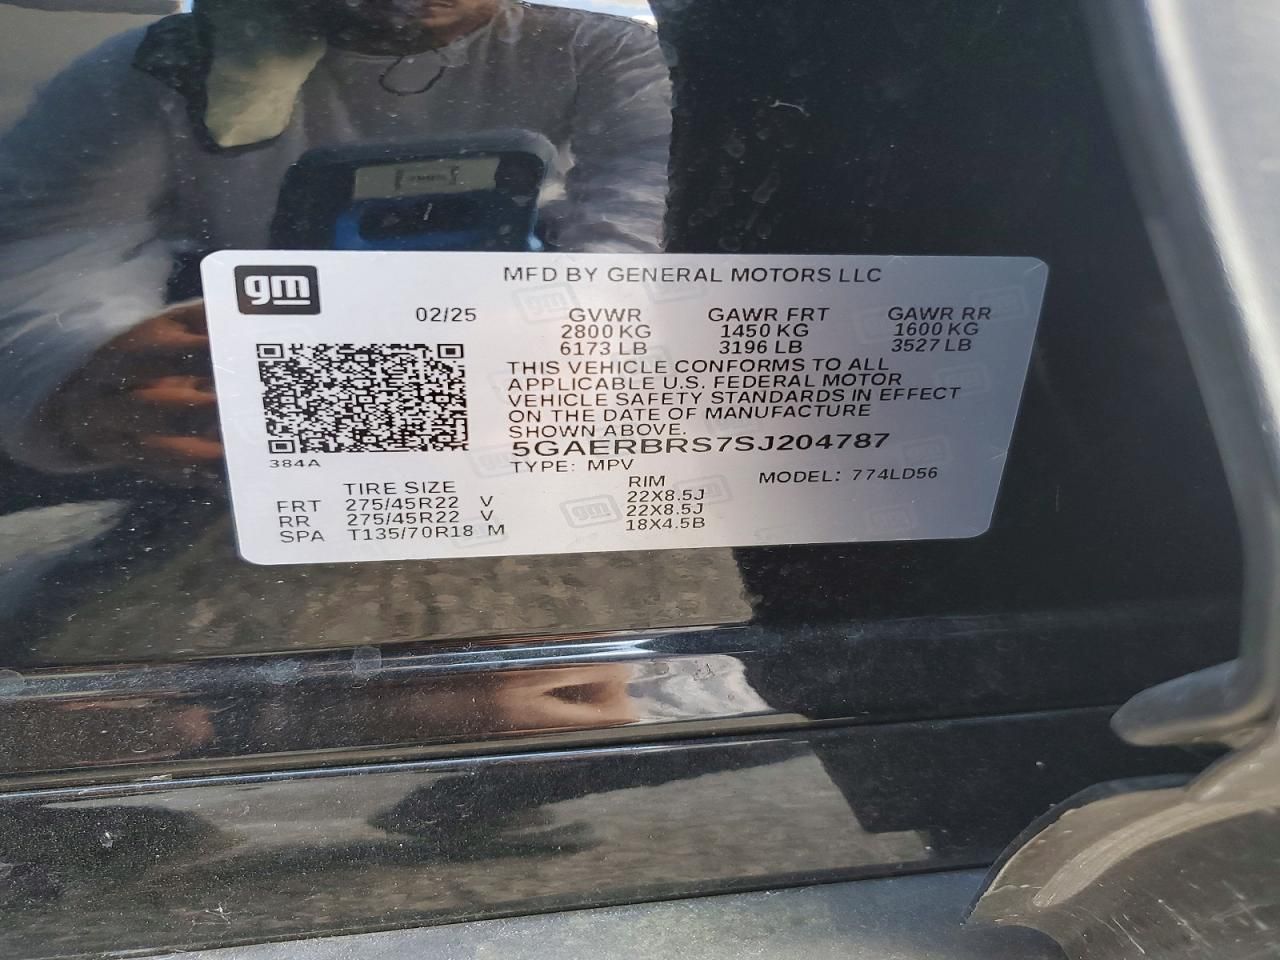 gm
MFD BY GENERAL MOTORS LLC
02/25 GVWR GAWR FRT GAWR RR
2800 KG 1450 KG 1600 KG
6173 LB 3196 LB 3527 LB
THIS VEHICLE CONFORMS TO ALL
APPLICABLE U.S. FEDERAL MOTOR
VEHICLE SAFETY STANDARDS IN EFFECT
ON THE DATE OF MANUFACTURE
SHOWN ABOVE.
5GAERBRS7SJ204787
384A
TYPE: MPV MODEL: 774LD56
TIRE SIZE RIM
FRT 275/45R22 V 22X8.5J
RR 275/45R22 V 22X8.5J
SPA T135/70R18 M 18X4.5B